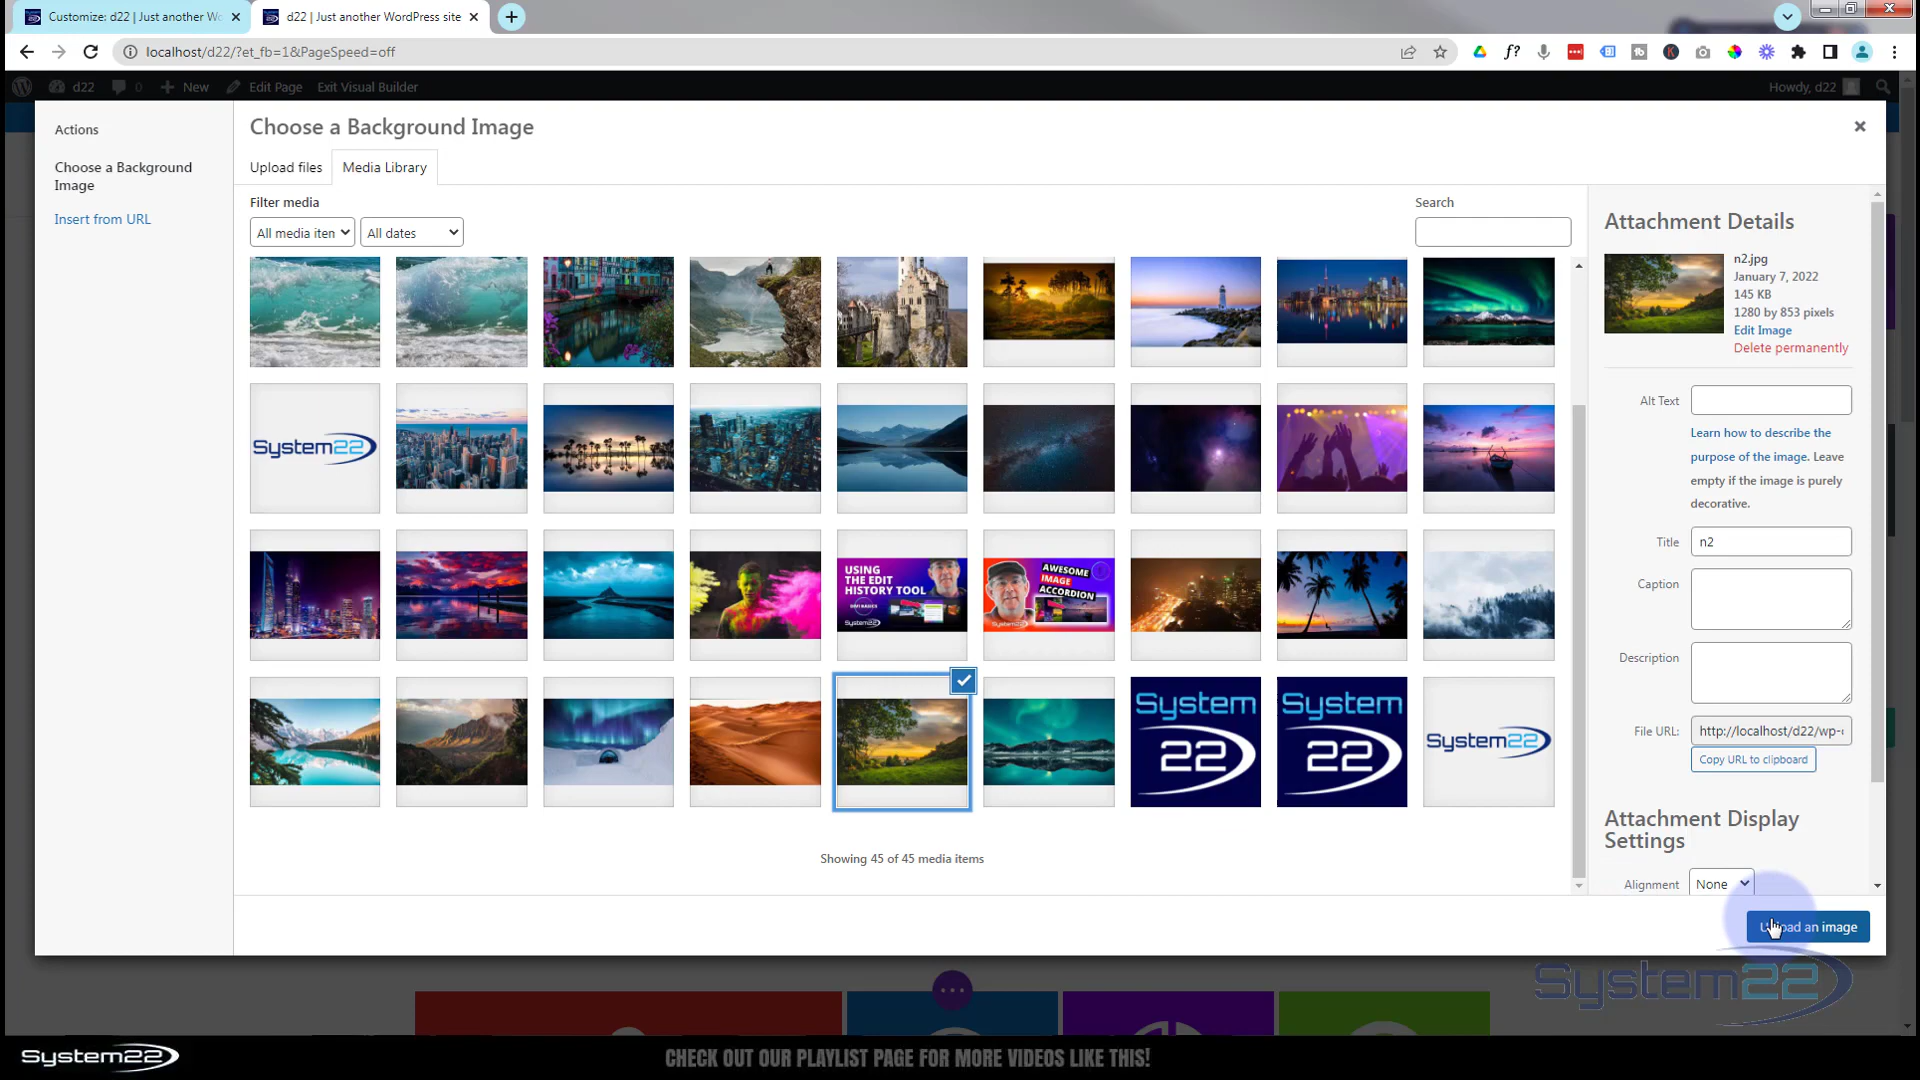 Customize: d22 | Just another Wo
d22 | Just another WordPress site
localhost/d22/?et_fb=1&PageSpeed=off
d22
0
New
Edit Page
Exit Visual Builder
Howdy, d22
Actions
Choose a Background
Image
Insert from URL
Choose a Background Image
Upload files
Media Library
Filter media
Search
All media iten
All dates
System22
USING
THE EDIT
HISTORY TOOL
DIVI BASICS
System22
AWESOME
IMAGE
ACCORDION
System22
System
22
System
22
System22
Showing 45 of 45 media items
Attachment Details
n2.jpg
January 7, 2022
145 KB
1280 by 853 pixels
Edit Image
Delete permanently
Alt Text
Learn how to describe the
purpose of the image. Leave
empty if the image is purely
decorative.
Title
n2
Caption
Description
File URL:
http://localhost/d22/wp-c
Copy URL to clipboard
Attachment Display
Settings
Alignment
None
Upload an image
System22
System22
CHECK OUT OUR PLAYLIST PAGE FOR MORE VIDEOS LIKE THIS!